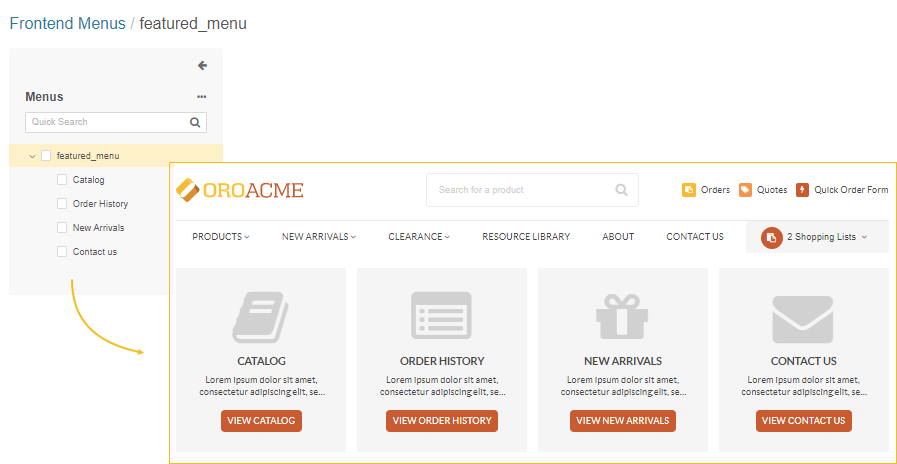 Frontend Menus / featured_menu
Menus
Quick Search
featured_menu
Catalog
Order History
New Arrivals
Contact us
OROACME
Search for a product
Orders
Quotes
Quick Order Form
PRODUCTS
NEW ARRIVALS
CLEARANCE
RESOURCE LIBRARY
ABOUT
CONTACT US
2 Shopping Lists
CATALOG
Lorem ipsum dolor sit amet,
consectetur adipiscing elit, se...
VIEW CATALOG
ORDER HISTORY
Lorem ipsum dolor sit amet,
consectetur adipiscing elit, se...
VIEW ORDER HISTORY
NEW ARRIVALS
Lorem ipsum dolor sit amet,
consectetur adipiscing elit, se...
VIEW NEW ARRIVALS
CONTACT US
Lorem ipsum dolor sit amet,
consectetur adipiscing elit, se...
VIEW CONTACT US